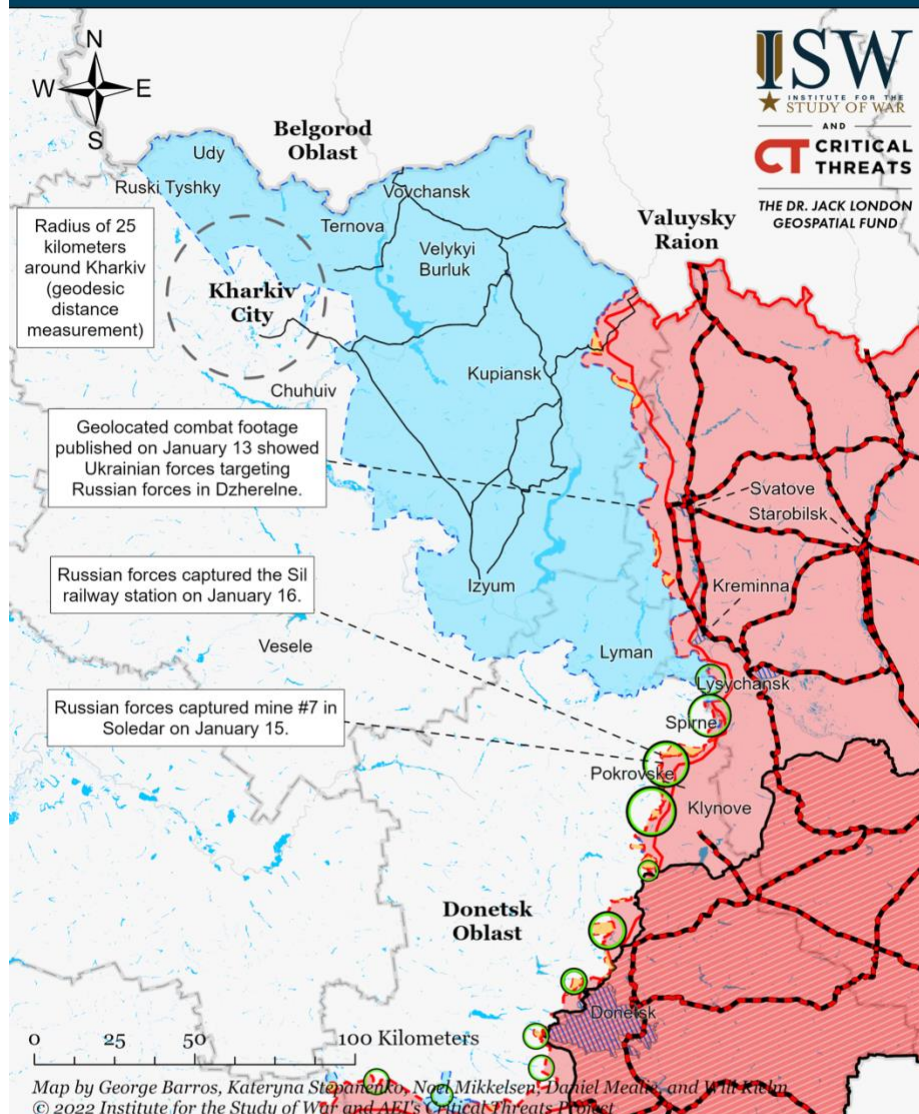 N
W E
S
ISW
INSTITUTE FOR THE
STUDY OF WAR
AND
CT CRITICAL
THREATS
THE DR. JACK LONDON
GEOSPATIAL FUND
Belgorod
Oblast
Udy
Ruski Tyshky
Vovchansk
Ternova
Velykyi
Burluk
Valuysky
Raion
Radius of 25
kilometers
around Kharkiv
(geodesic
distance
measurement)
Kharkiv
City
Kupiansk
Chuhuiv
Geolocated combat footage
published on January 13 showed
Ukrainian forces targeting
Russian forces in Dzherelne.
Svatove
Starobilsk
Russian forces captured the Sil
railway station on January 16.
Izyum
Kreminna
Vesele
Lyman
Lysychansk
Russian forces captured mine #7 in
Soledar on January 15.
Spirne
Pokrovske
Klynove
Donetsk
Oblast
Donetsk
0 25 50 100 Kilometers
Map by George Barros, Kateryna Stepanenko, Noel Mikkelsen, Daniel Mealie, and Will Kielm
© 2022 Institute for the Study of War and AEI's Critical Threats Project